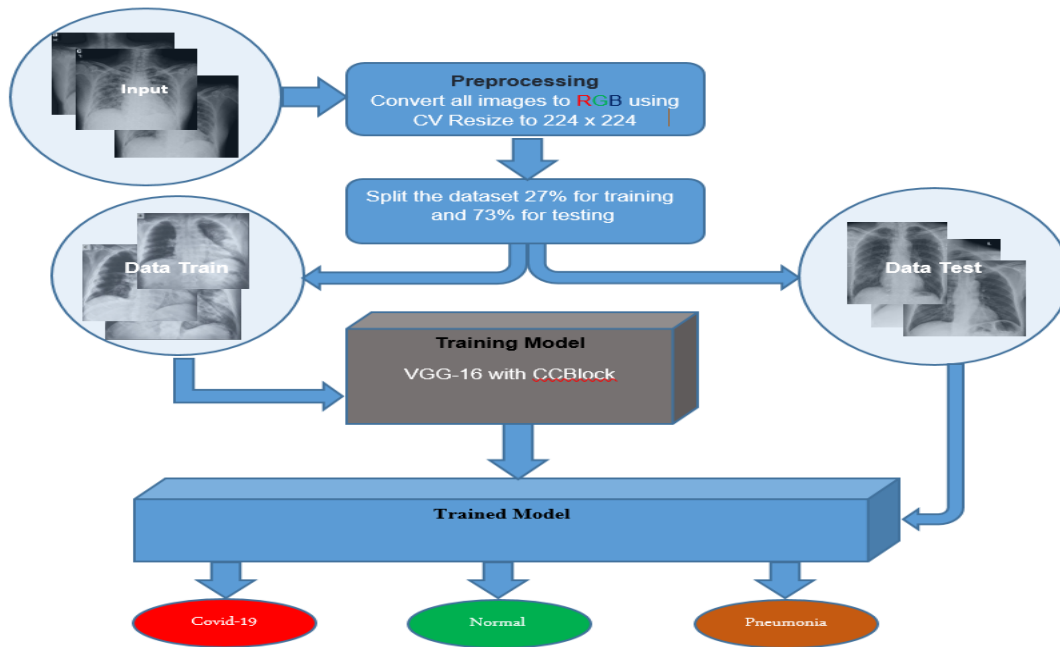 Input
Preprocessing
Convert all images to RGB using
CV Resize to 224 x 224
Split the dataset 27% for training
and 73% for testing
Data Train
Data Test
Training Model
VGG-16 with CCBlock
Trained Model
Covid-19
Normal
Pneumonia